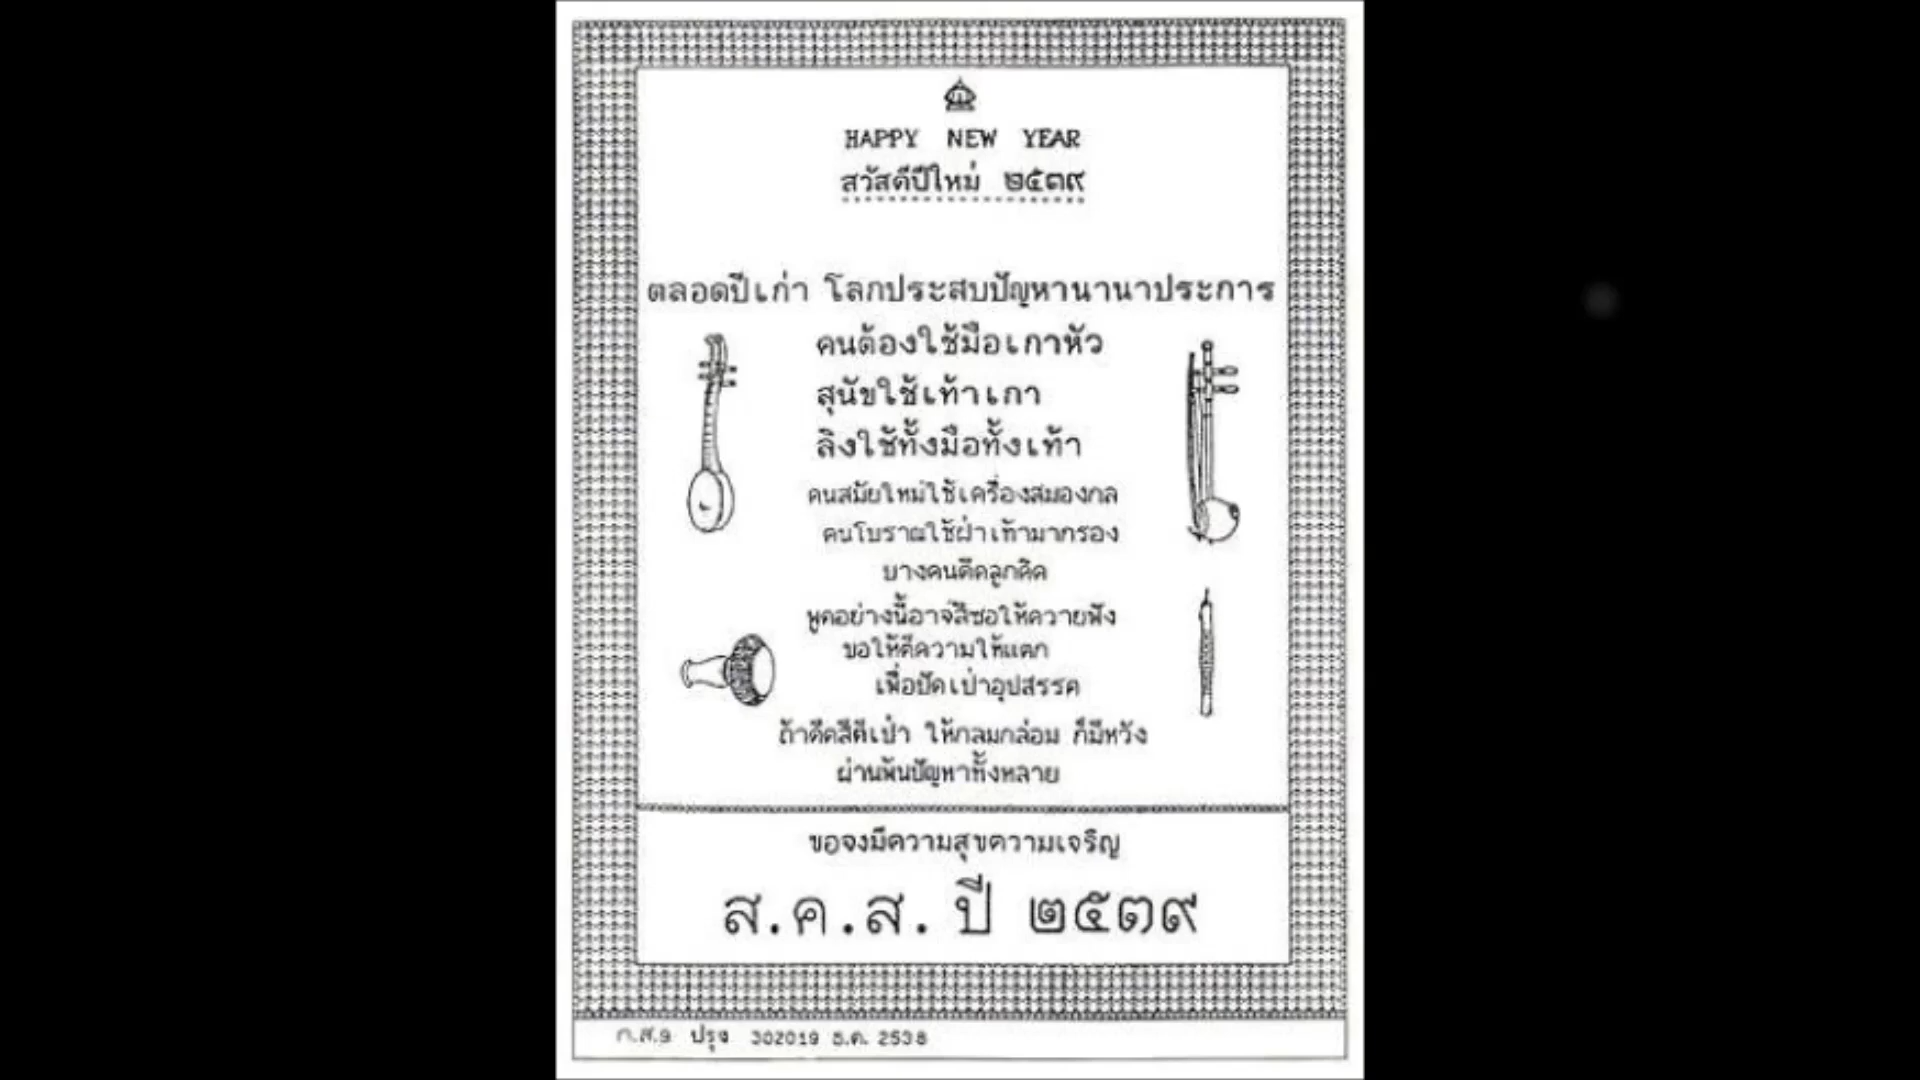 HAPPY NEW YEAR
สวัสดีปีใหม่ ๒๕๓๙
ตลอดปีเก่า โลกประสบปัญหานานาประการ
คนต้องใช้มือเกาหัว
สุนัขใช้เท้าเกา
ลิงใช้ทั้งมือทั้งเท้า
คนสมัยใหม่ใช้เครื่องสมองกล
คนโบราณใช้ฝ่าเท้ามากรอง
บางคนดีดลูกคิด
พูดอย่างนี้อาจสีซอให้ควายฟัง
ขอให้ตีความให้แตก
เพื่อปัดเป่าอุปสรรค
ถ้าดีดสีตีเป่า ให้กลมกล่อม ก็มีหวัง
ผ่านพ้นปัญหาทั้งหลาย
ขอจงมีความสุขความเจริญ
ส.ค.ส. ปี ๒๕๓๙
ก.ส.9 ปรุง 302019 ธ.ค. 2538